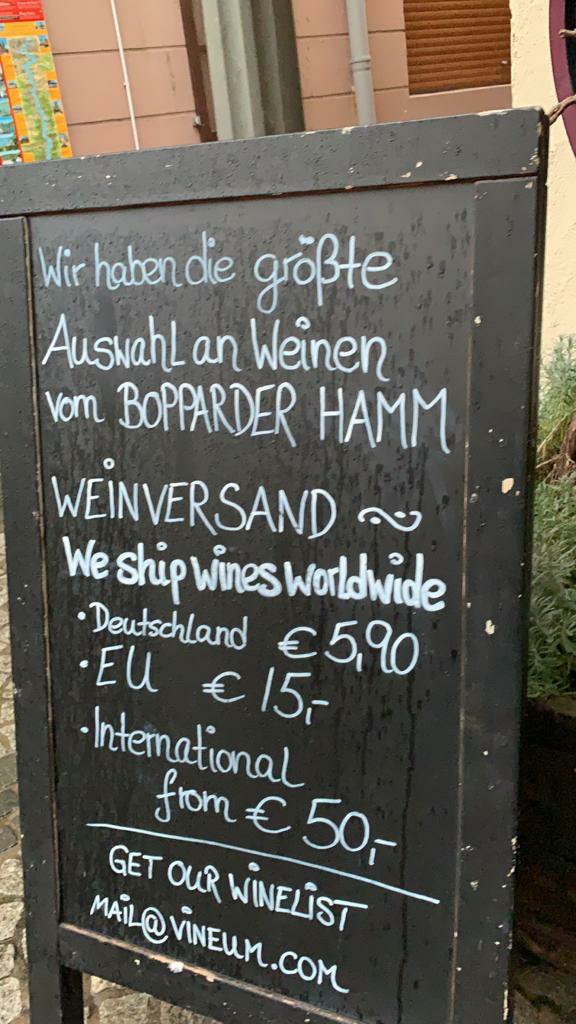 Wir haben die größte
Auswahl an Weinen
vom BOPPARDER HAMM
WEINVERSAND ~
We ship wines worldwide
· Deutschland € 5,90
· EU € 15,-
· International
from € 50,-
GET OUR WINELIST
MAIL@VINEUM.COM